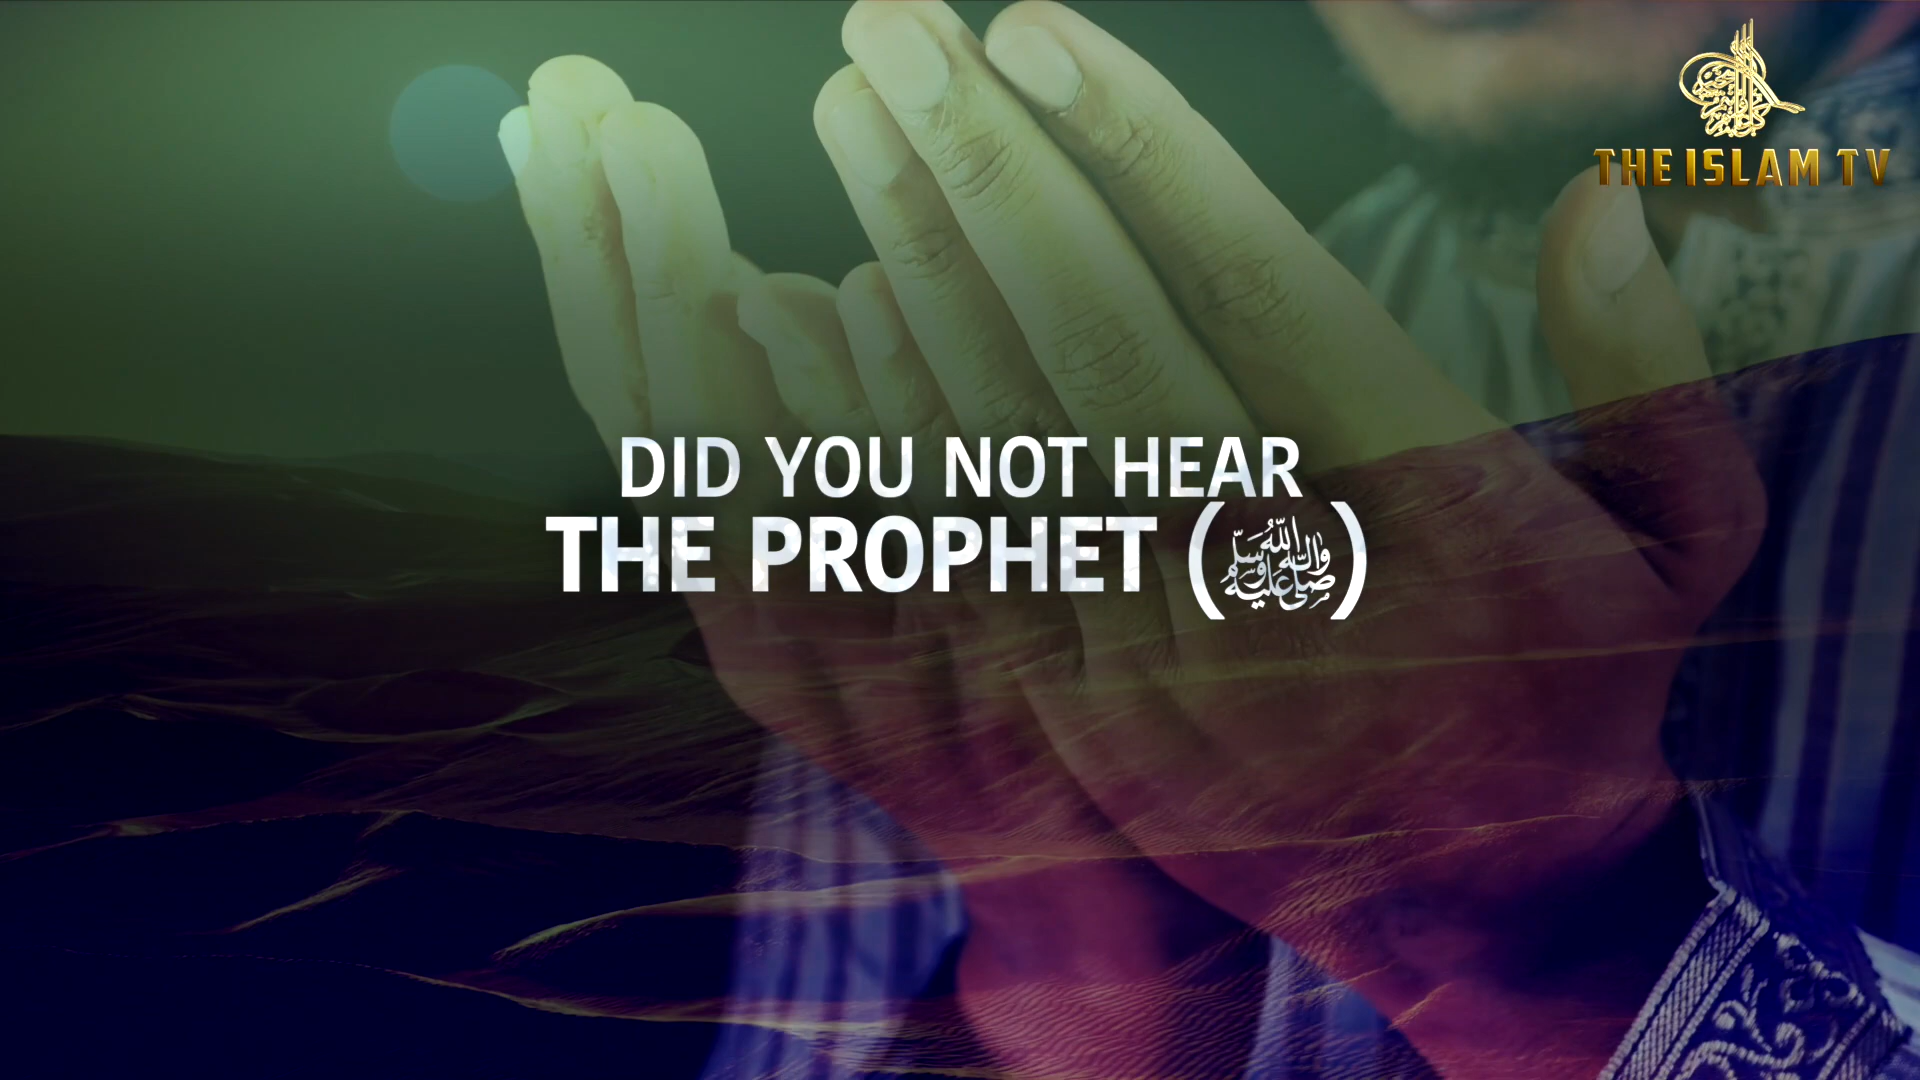 THE ISLAM TV
DID YOU NOT HEAR
THE PROPHET (صلى الله عليه وآله وسلم)